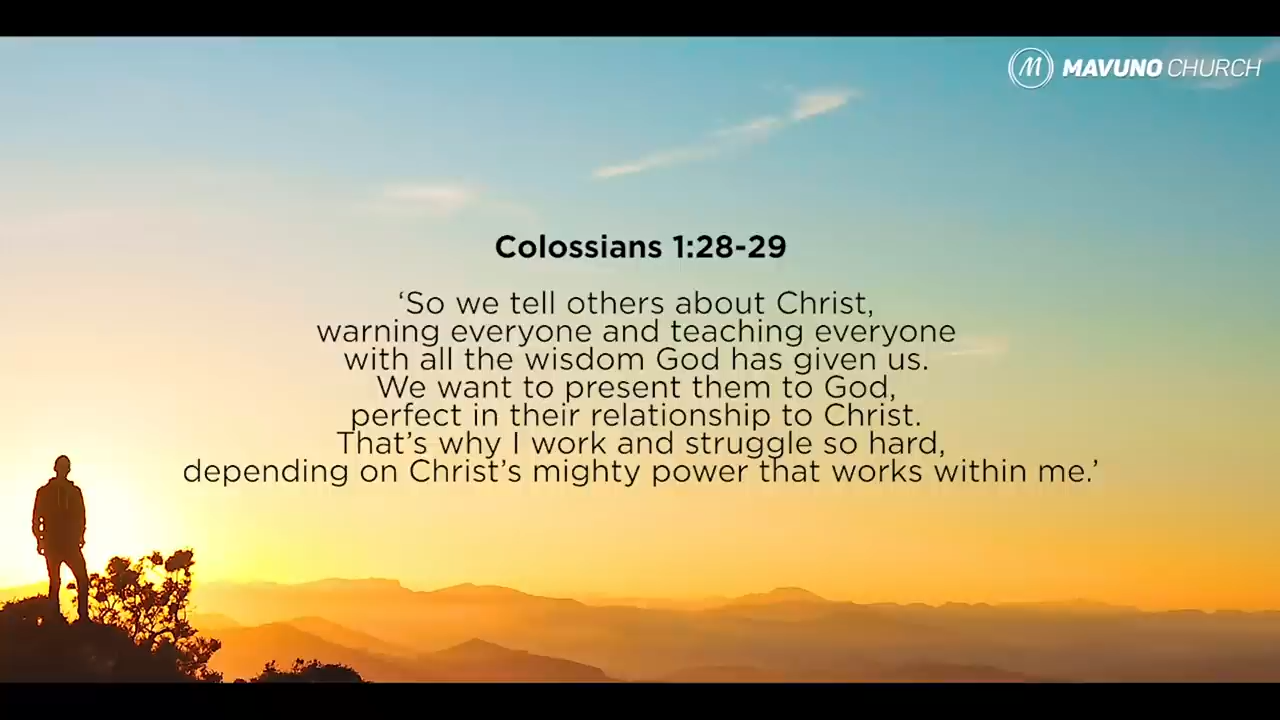 M MAVUNO CHURCH
Colossians 1:28-29
‘So we tell others about Christ,
warning everyone and teaching everyone
with all the wisdom God has given us.
We want to present them to God,
perfect in their relationship to Christ.
That’s why I work and struggle so hard,
depending on Christ’s mighty power that works within me.’